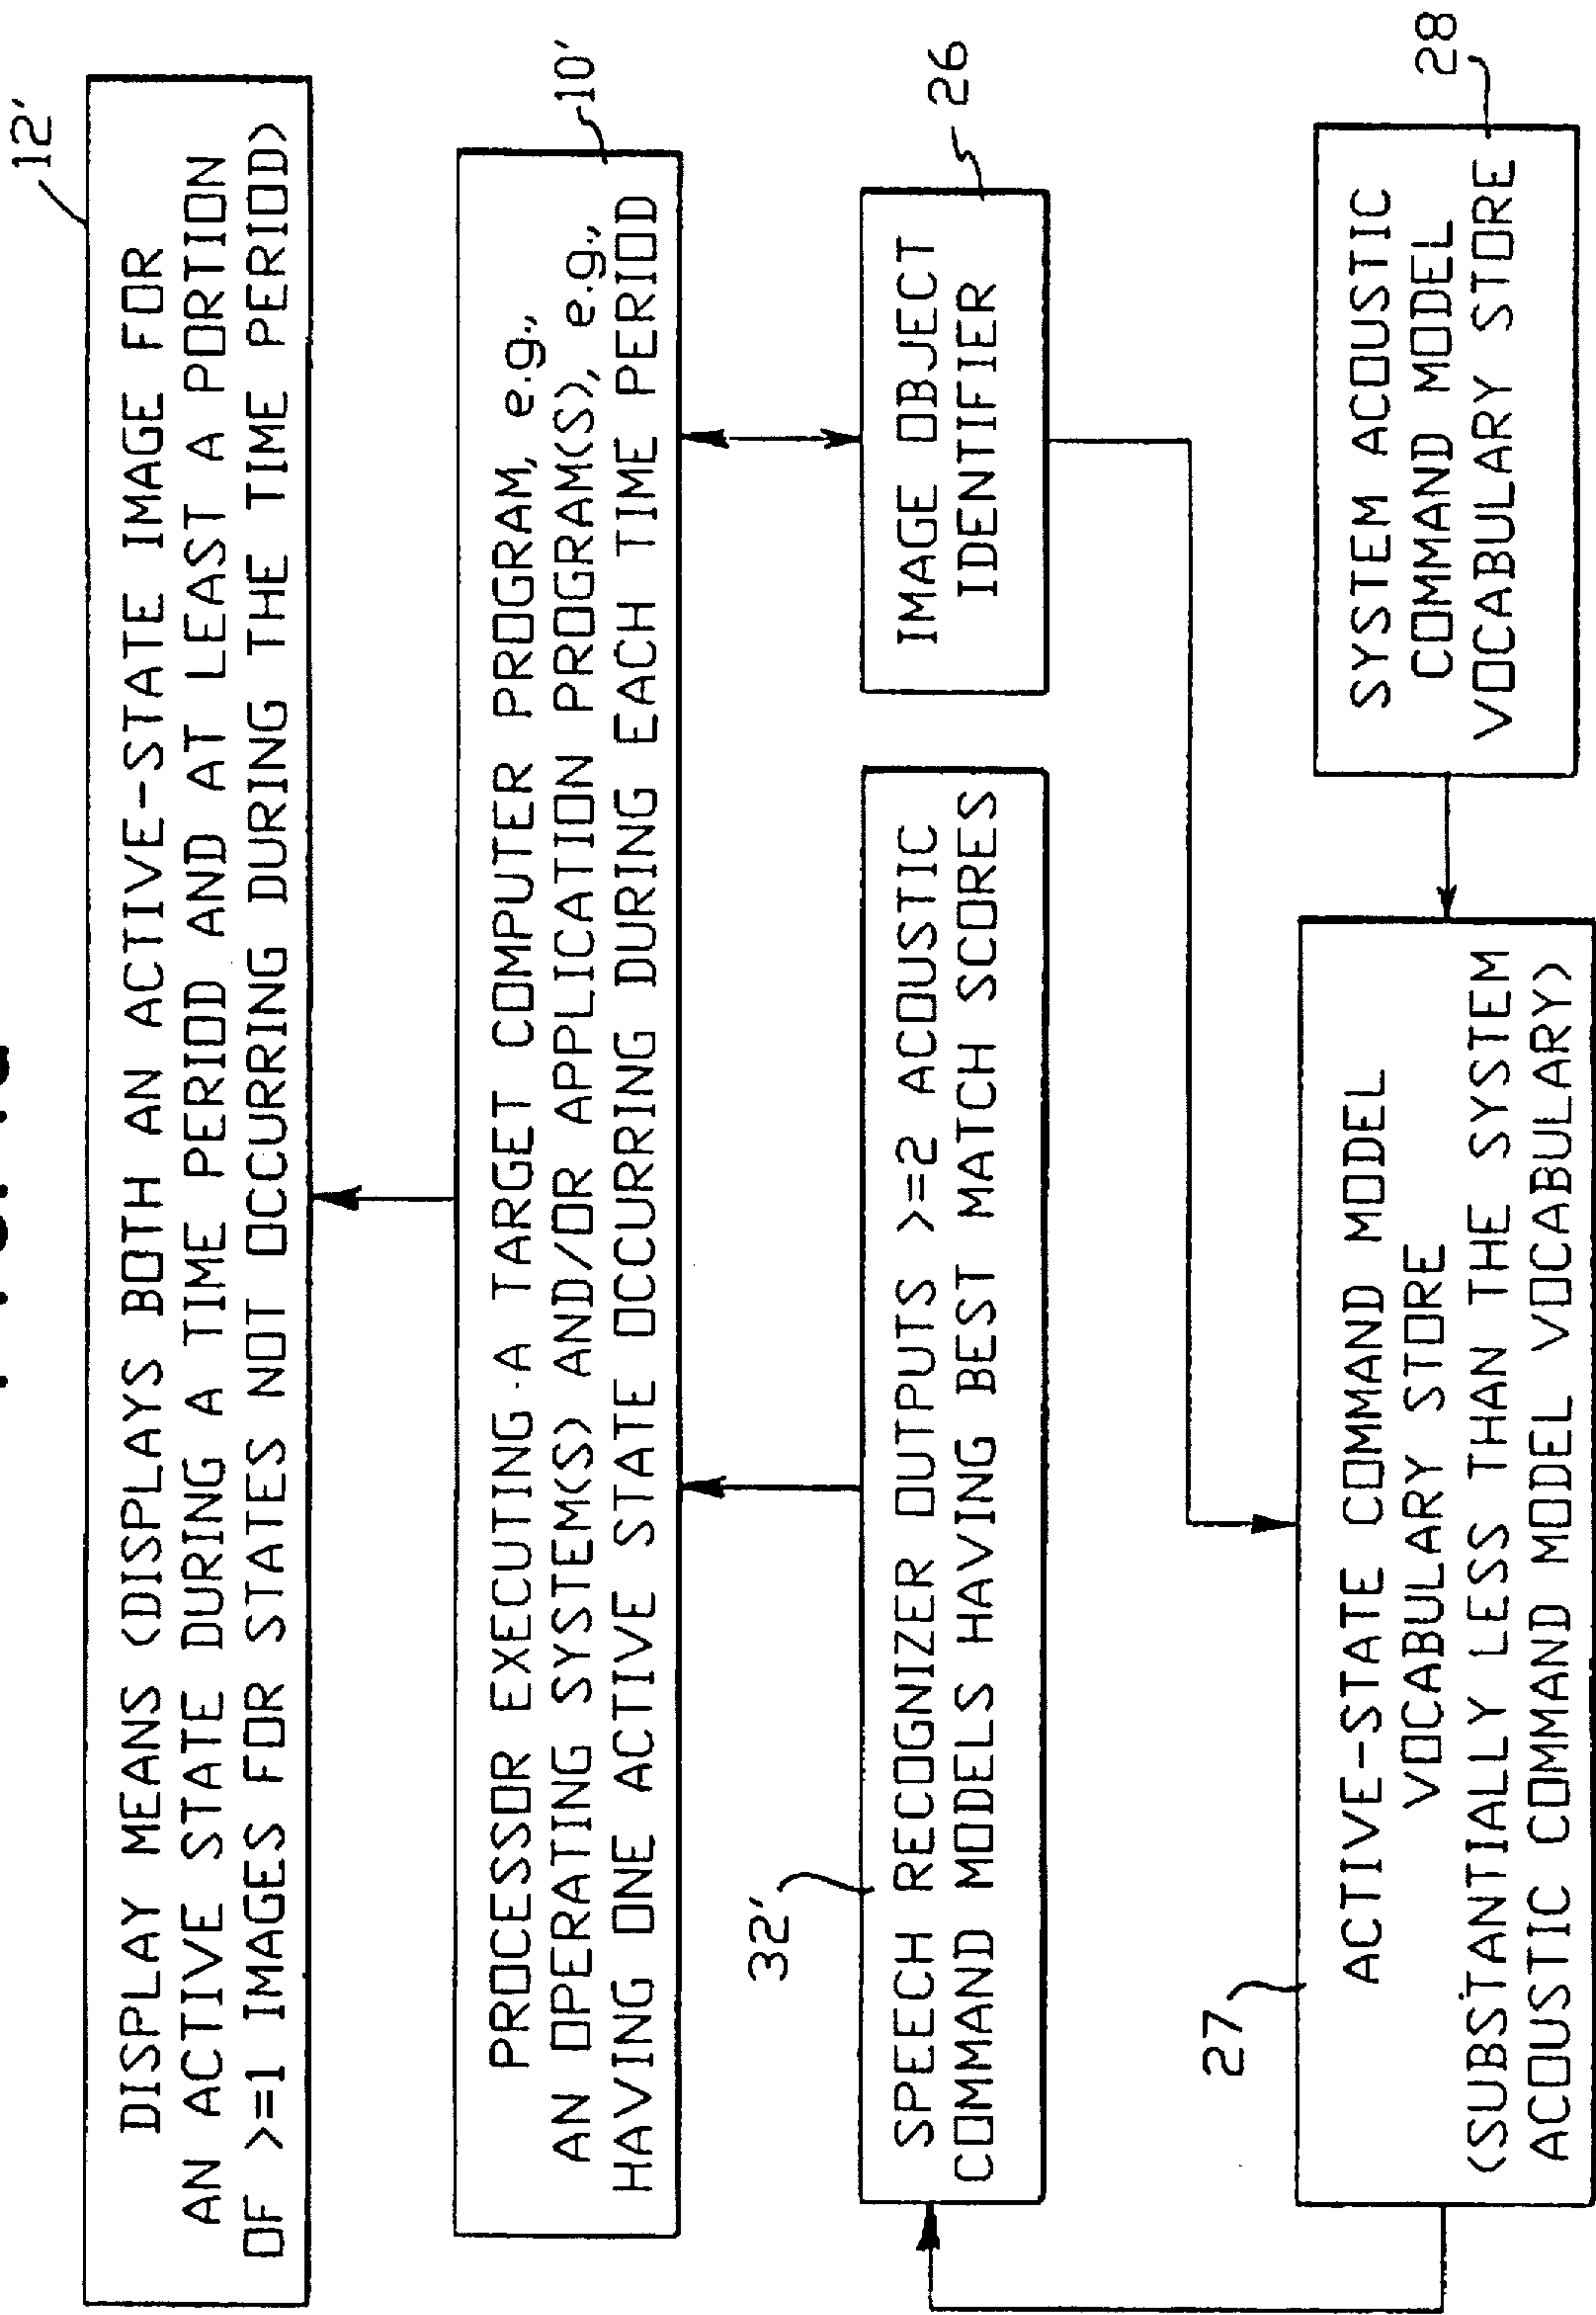 12'
DISPLAY MEANS (DISPLAYS BOTH AN ACTIVE-STATE IMAGE FOR
AN ACTIVE STATE DURING A TIME PERIOD AND AT LEAST A PORTION
OF >=1 IMAGES FOR STATES NOT OCCURRING DURING THE TIME PERIOD)
10'
PROCESSOR EXECUTING A TARGET COMPUTER PROGRAM, e.g.,
AN OPERATING SYSTEM(S) AND/OR APPLICATION PROGRAM(S), e.g.,
HAVING ONE ACTIVE STATE OCCURRING DURING EACH TIME PERIOD
32'
SPEECH RECOGNIZER OUTPUTS >=2 ACOUSTIC
COMMAND MODELS HAVING BEST MATCH SCORES
26
IMAGE OBJECT
IDENTIFIER
27
ACTIVE-STATE COMMAND MODEL
VOCABULARY STORE
(SUBSTANTIALLY LESS THAN THE SYSTEM
ACOUSTIC COMMAND MODEL VOCABULARY)
28
SYSTEM ACOUSTIC
COMMAND MODEL
VOCABULARY STORE